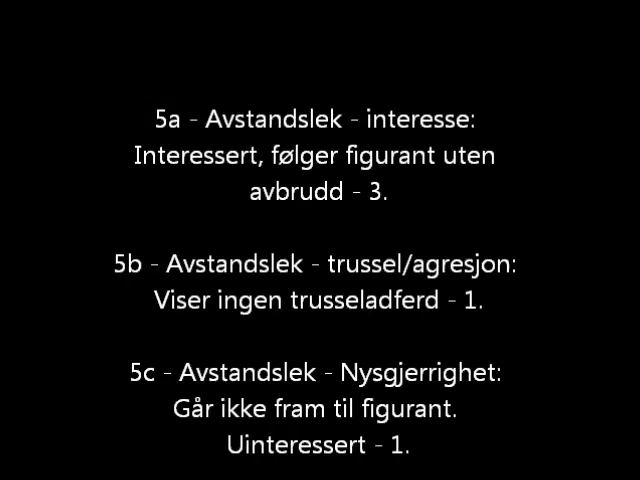 5a - Avstandslek - interesse:
Interessert, følger figurant uten
avbrudd - 3.
5b - Avstandslek - trussel/agresjon:
Viser ingen trusseladferd - 1.
5c - Avstandslek - Nysgjerrighet:
Går ikke fram til figurant.
Uinteressert - 1.